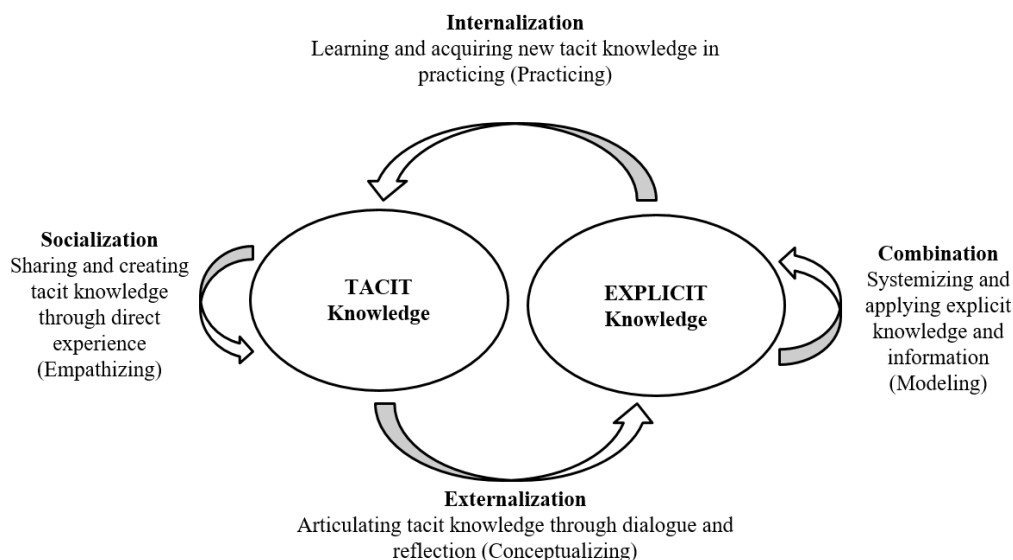 Internalization
Learning and acquiring new tacit knowledge in
practicing (Practicing)
Socialization
Sharing and creating
tacit knowledge
through direct
experience
(Empathizing)
TACIT
Knowledge
EXPLICIT
Knowledge
Combination
Systemizing and
applying explicit
knowledge and
information
(Modeling)
Externalization
Articulating tacit knowledge through dialogue and
reflection (Conceptualizing)